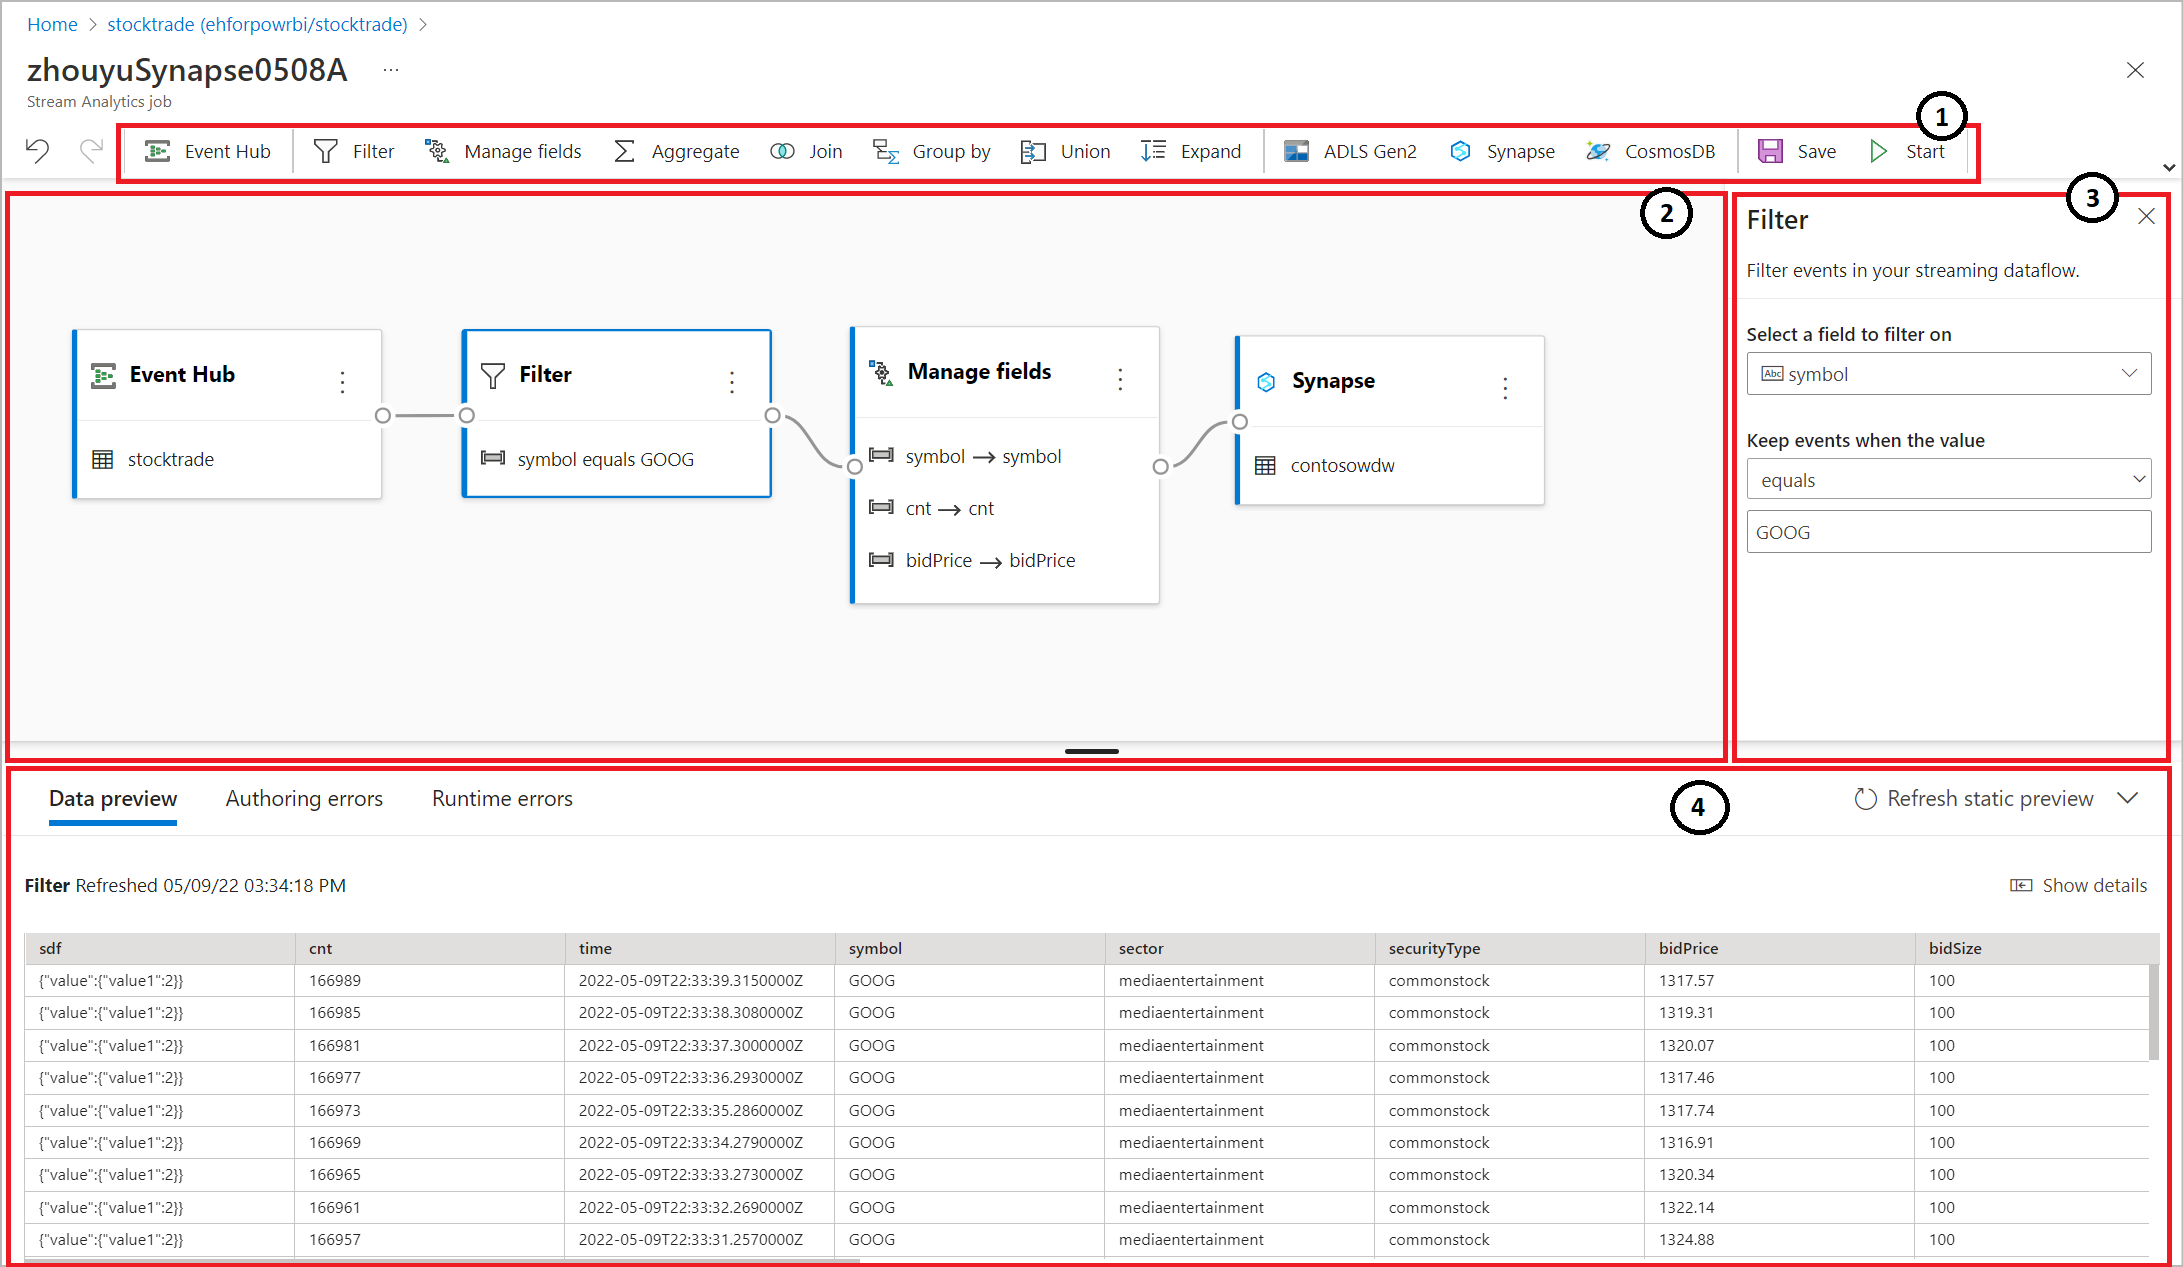 Home > stocktrade (ehforpowrbi/stocktrade) >
zhouyuSynapse0508A ...
Stream Analytics job
1
Event Hub Filter Manage fields Aggregate Join Group by Union Expand ADLS Gen2 Synapse CosmosDB Save Start
2
3
Filter
Filter events in your streaming dataflow.
Select a field to filter on
Abc symbol
Keep events when the value
equals
GOOG
Event Hub
stocktrade
Filter
symbol equals GOOG
Manage fields
symbol → symbol
cnt → cnt
bidPrice → bidPrice
Synapse
contosowdw
Data preview Authoring errors Runtime errors 4 Refresh static preview
Filter Refreshed 05/09/22 03:34:18 PM Show details
sdf cnt time symbol sector securityType bidPrice bidSize
{"value":{"value1":2}} 166989 2022-05-09T22:33:39.3150000Z GOOG mediaentertainment commonstock 1317.57 100
{"value":{"value1":2}} 166985 2022-05-09T22:33:38.3080000Z GOOG mediaentertainment commonstock 1319.31 100
{"value":{"value1":2}} 166981 2022-05-09T22:33:37.3000000Z GOOG mediaentertainment commonstock 1320.07 100
{"value":{"value1":2}} 166977 2022-05-09T22:33:36.2930000Z GOOG mediaentertainment commonstock 1317.46 100
{"value":{"value1":2}} 166973 2022-05-09T22:33:35.2860000Z GOOG mediaentertainment commonstock 1317.74 100
{"value":{"value1":2}} 166969 2022-05-09T22:33:34.2790000Z GOOG mediaentertainment commonstock 1316.91 100
{"value":{"value1":2}} 166965 2022-05-09T22:33:33.2730000Z GOOG mediaentertainment commonstock 1320.34 100
{"value":{"value1":2}} 166961 2022-05-09T22:33:32.2690000Z GOOG mediaentertainment commonstock 1322.14 100
{"value":{"value1":2}} 166957 2022-05-09T22:33:31.2570000Z GOOG mediaentertainment commonstock 1324.88 100